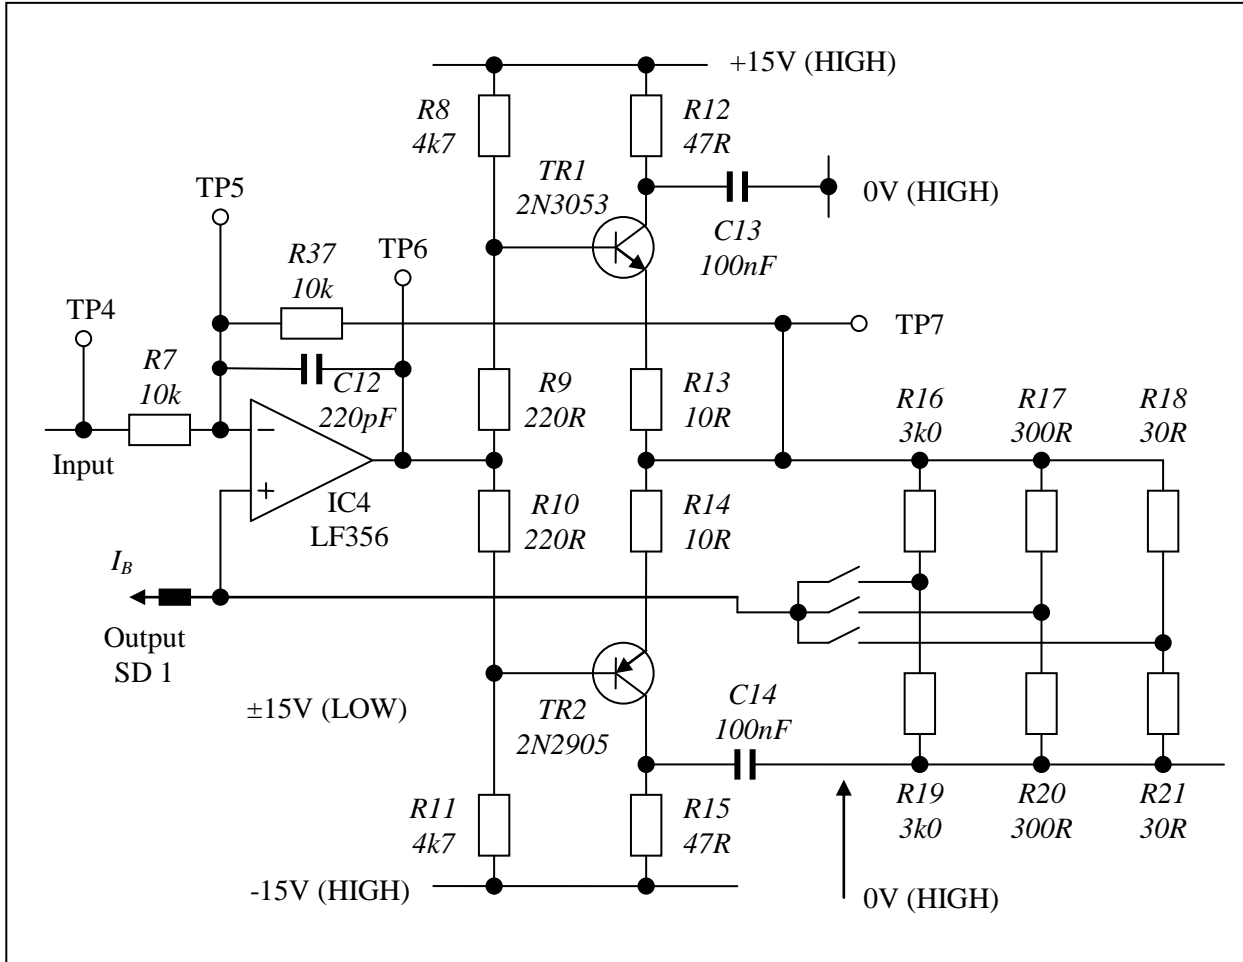 +15V (HIGH)
R8
4k7
R12
47R
TR1
2N3053
0V (HIGH)
TP5
C13
100nF
TP6
R37
10k
TP4
TP7
R7
10k
C12
220pF
R9
220R
R13
10R
R16
3k0
R17
300R
R18
30R
Input
−
+
IC4
LF356
R10
220R
R14
10R
IB
Output
SD 1
±15V (LOW)
TR2
2N2905
C14
100nF
R11
4k7
R15
47R
R19
3k0
R20
300R
R21
30R
-15V (HIGH)
0V (HIGH)